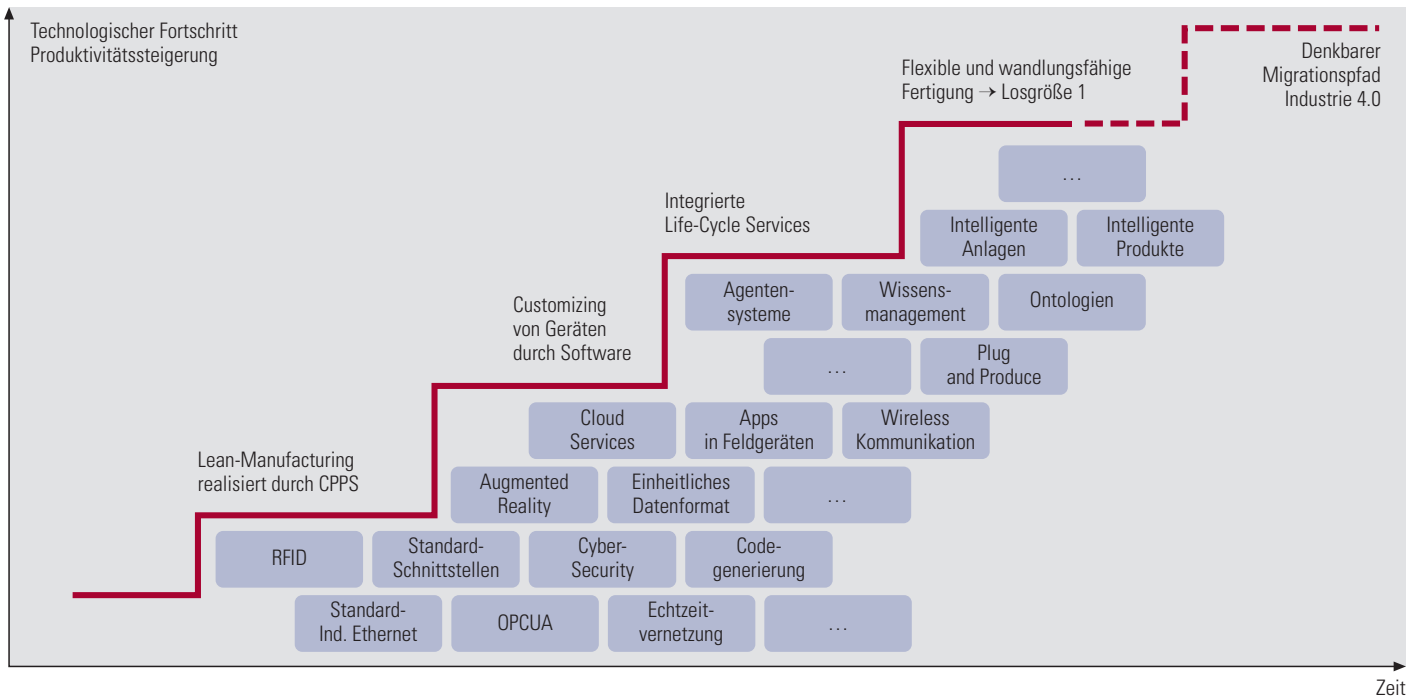 Technologischer Fortschritt
Produktivitätssteigerung
Denkbarer
Migrationspfad
Industrie 4.0
Flexible und wandlungsfähige
Fertigung → Losgröße 1
…
Intelligente
Anlagen
Intelligente
Produkte
Integrierte
Life-Cycle Services
Agenten-
systeme
Wissens-
management
Ontologien
…
Plug
and Produce
Customizing
von Geräten
durch Software
Cloud
Services
Apps
in Feldgeräten
Wireless
Kommunikation
Augmented
Reality
Einheitliches
Datenformat
…
Lean-Manufacturing
realisiert durch CPPS
RFID
Standard-
Schnittstellen
Cyber-
Security
Code-
generierung
Standard-
Ind. Ethernet
OPCUA
Echtzeit-
vernetzung
…
Zeit